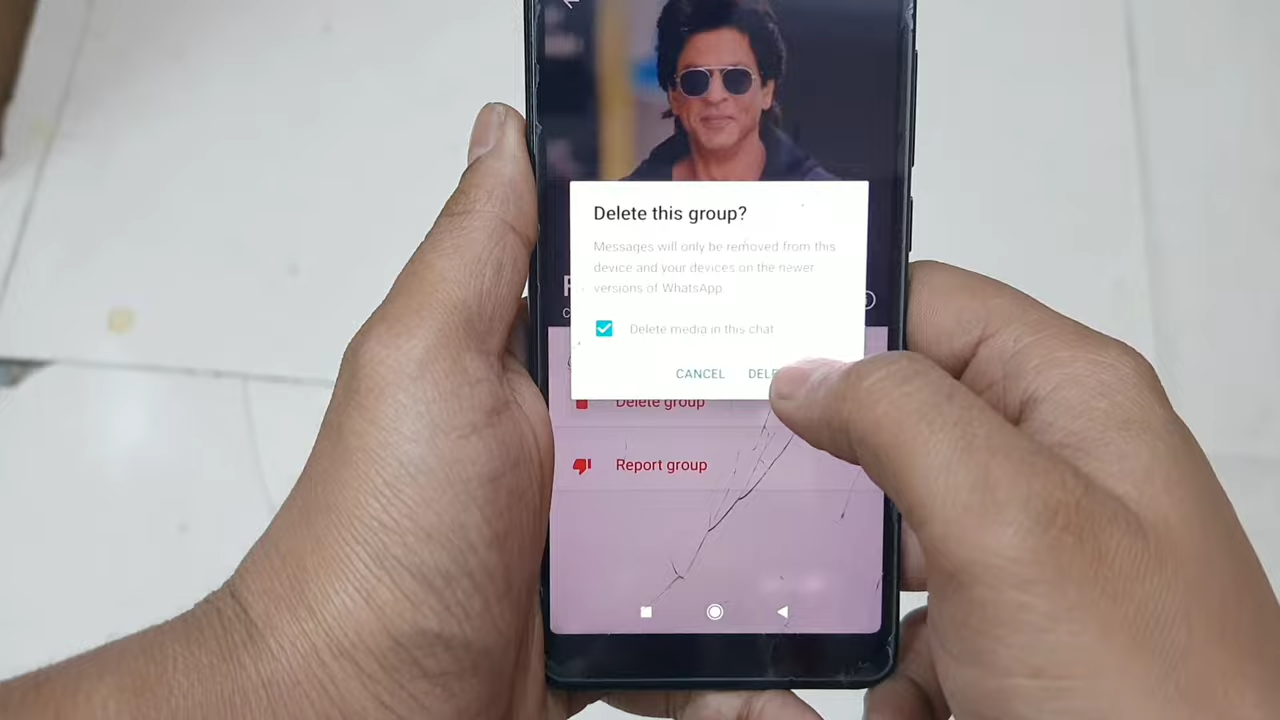 Delete this group?
Messages will only be removed from this
device and your devices on the newer
versions of WhatsApp.
Delete media in this chat
CANCEL
Delete group
Report group